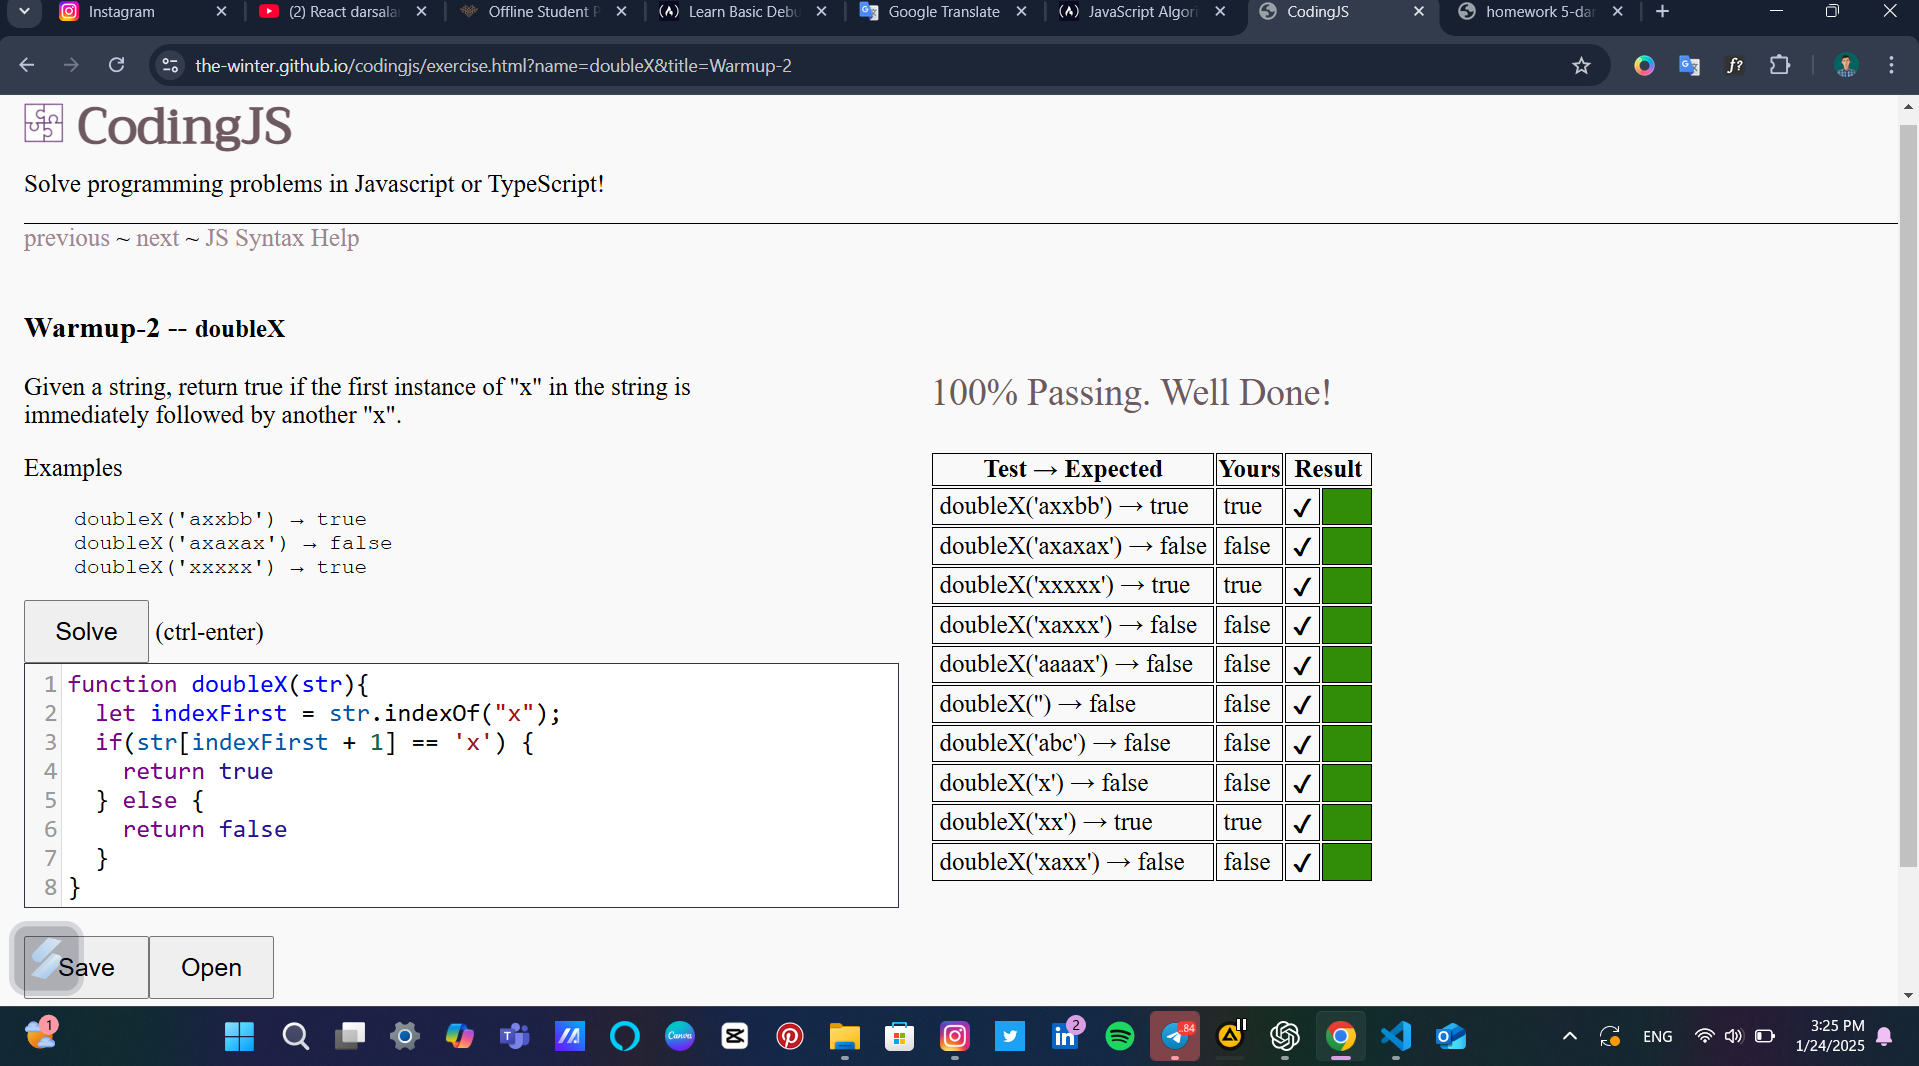 Instagram
(2) React darsala
Offline Student P
Learn Basic Debu
Google Translate
JavaScript Algori
CodingJS
homework 5-dar
the-winter.github.io/codingjs/exercise.html?name=doubleX&title=Warmup-2
CodingJS
Solve programming problems in Javascript or TypeScript!
previous ~ next ~ JS Syntax Help
Warmup-2 -- doubleX
Given a string, return true if the first instance of "x" in the string is
immediately followed by another "x".
Examples
doubleX('axxbb') → true
doubleX('axaxax') → false
doubleX('xxxxx') → true
Solve (ctrl-enter)
1 function doubleX(str){
2 let indexFirst = str.indexOf("x");
3 if(str[indexFirst + 1] == 'x') {
4 return true
5 } else {
6 return false
7 }
8 }
Save
Open
100% Passing. Well Done!
Test → Expected Yours Result
doubleX('axxbb') → true true ✓
doubleX('axaxax') → false false ✓
doubleX('xxxxx') → true true ✓
doubleX('xaxxx') → false false ✓
doubleX('aaaax') → false false ✓
doubleX('') → false false ✓
doubleX('abc') → false false ✓
doubleX('x') → false false ✓
doubleX('xx') → true true ✓
doubleX('xaxx') → false false ✓
1
Canva
2
84
ENG
3:25 PM
1/24/2025